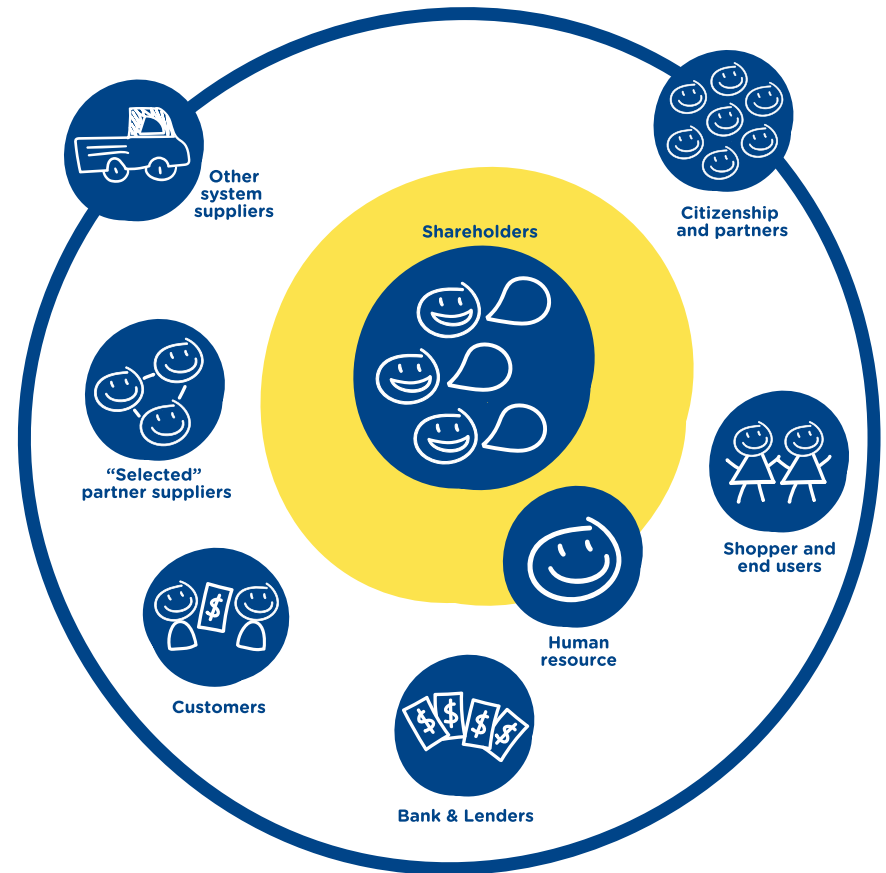 Other
system
suppliers
Citizenship
and partners
Shareholders
“Selected”
partner suppliers
Shopper and
end users
$
Customers
Human
resource
$ $ $ $
Bank & Lenders